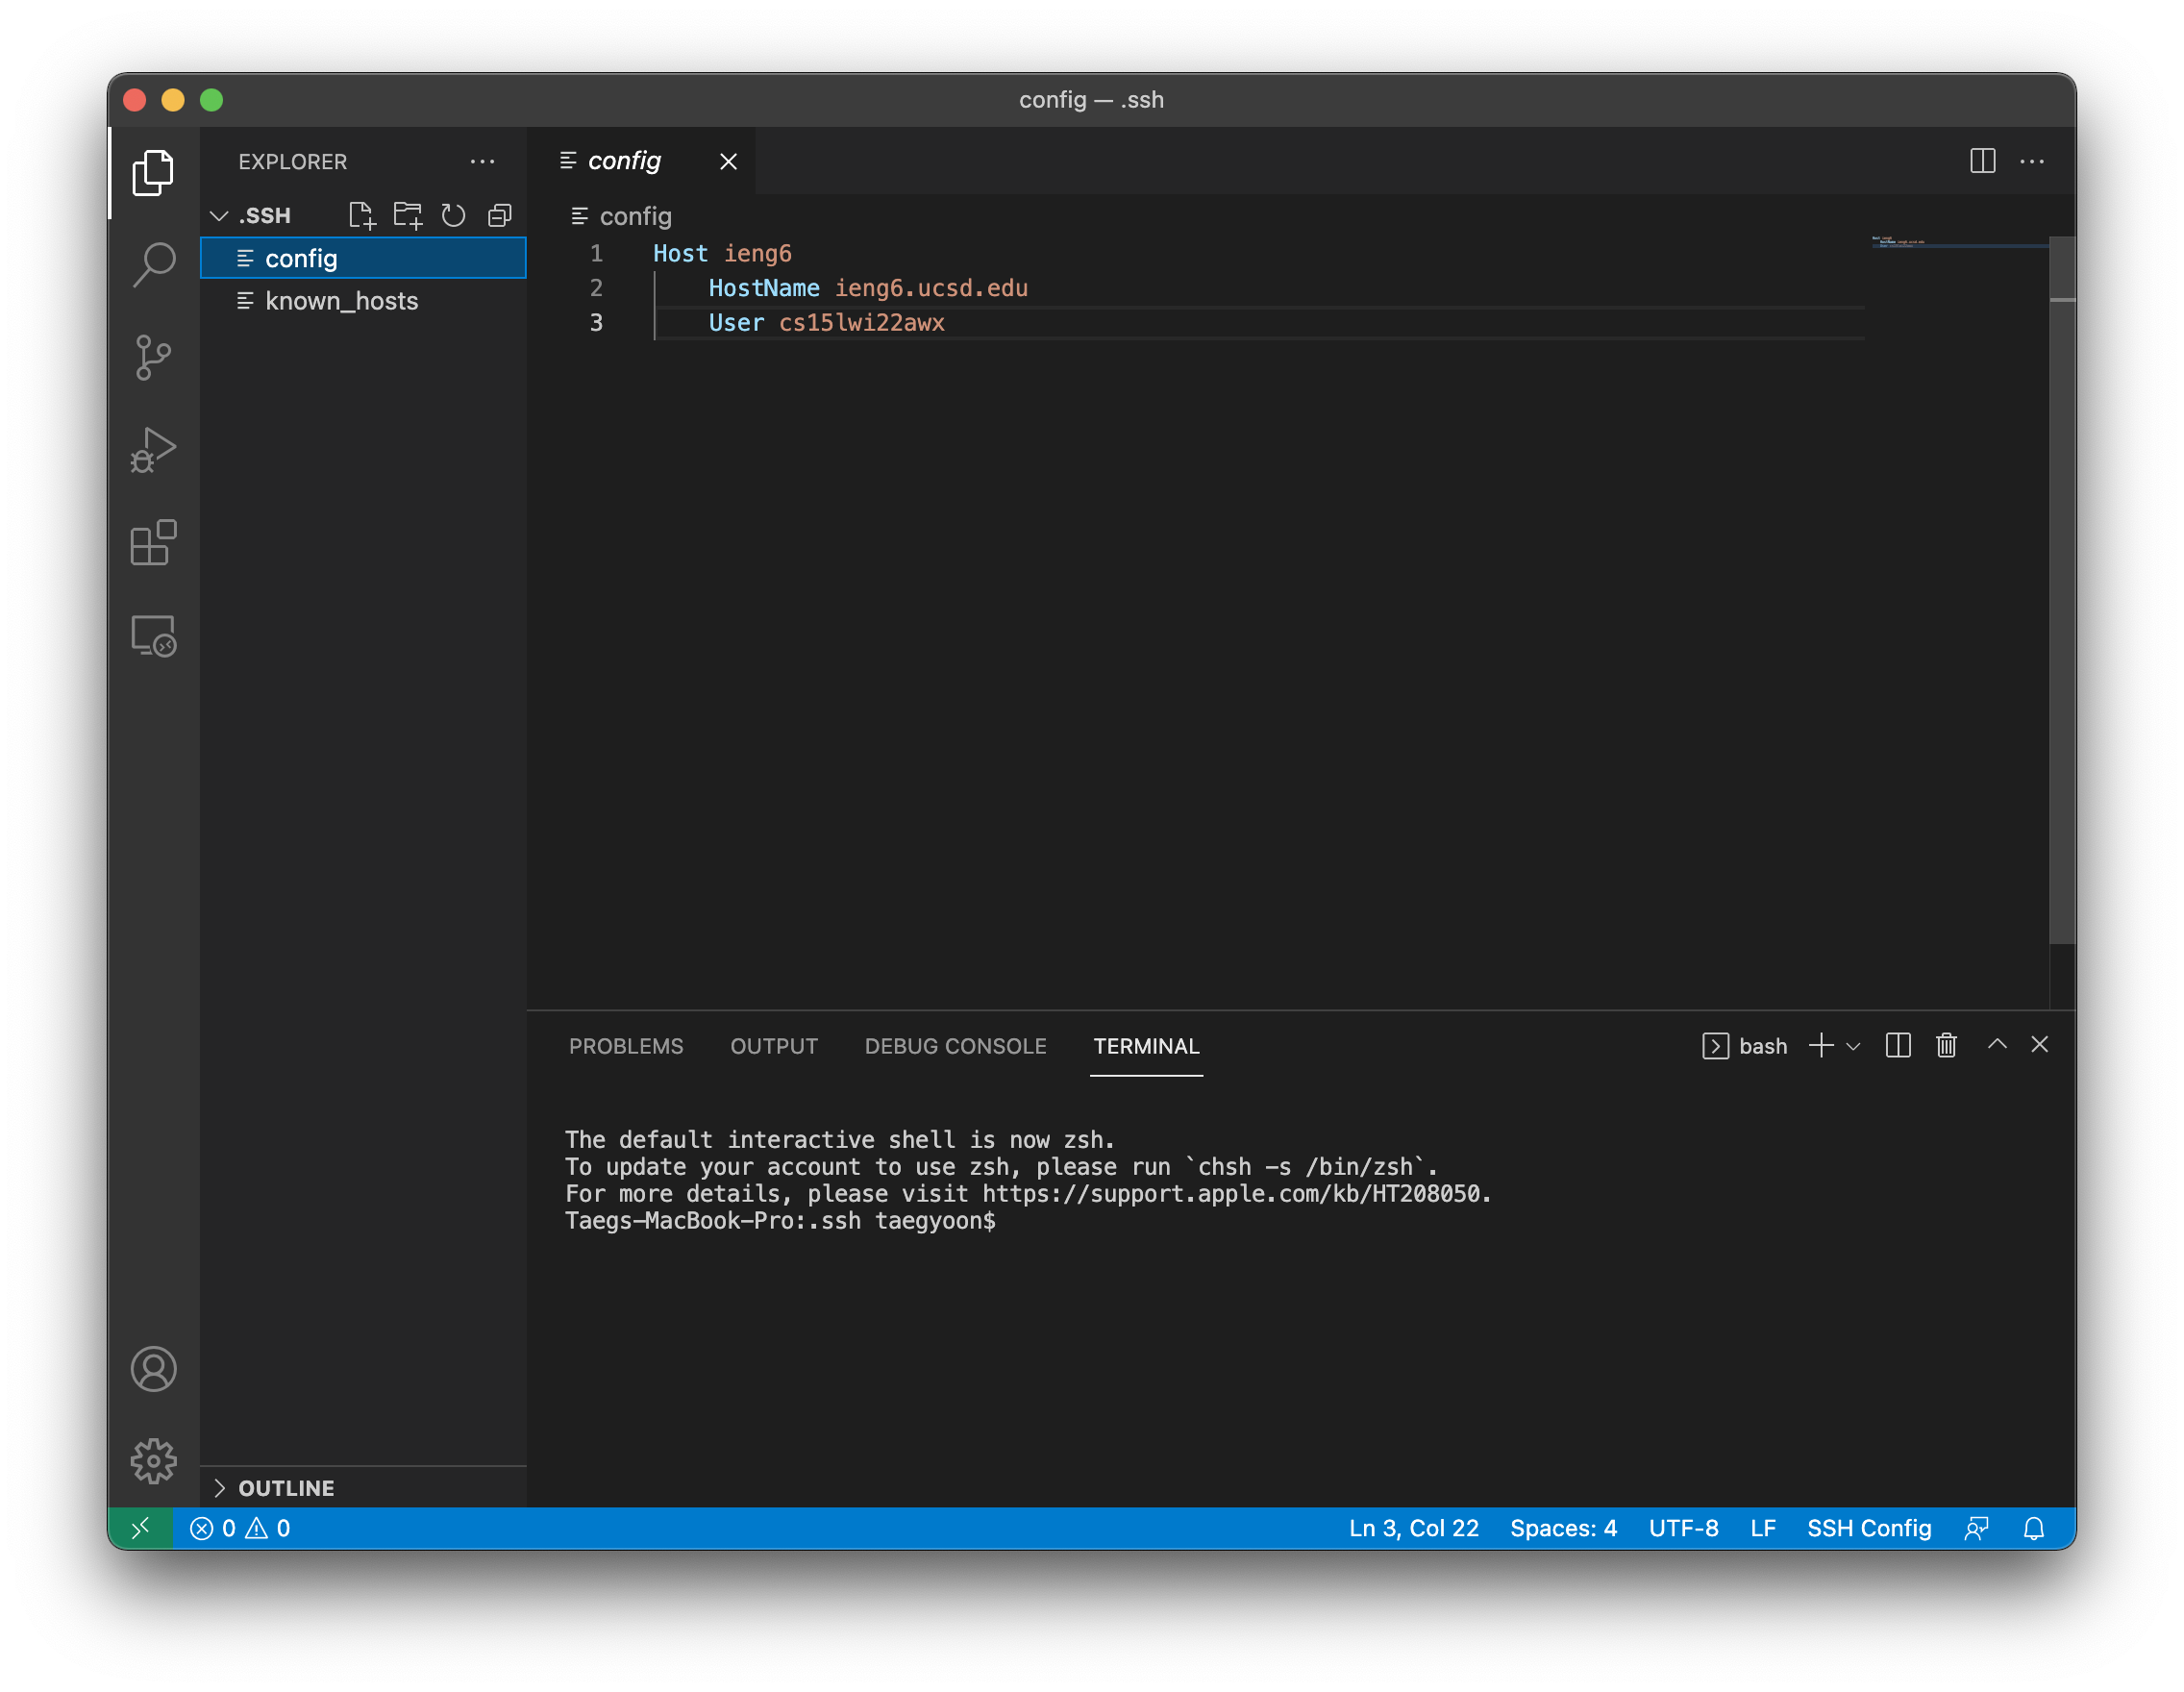 config — .ssh
EXPLORER
.SSH
config
known_hosts
config
config
1 Host ieng6
2 HostName ieng6.ucsd.edu
3 User cs15lwi22awx
PROBLEMS OUTPUT DEBUG CONSOLE TERMINAL bash
The default interactive shell is now zsh.
To update your account to use zsh, please run `chsh -s /bin/zsh`.
For more details, please visit https://support.apple.com/kb/HT208050.
Taegs-MacBook-Pro:.ssh taegyoon$
OUTLINE
0 0 Ln 3, Col 22 Spaces: 4 UTF-8 LF SSH Config